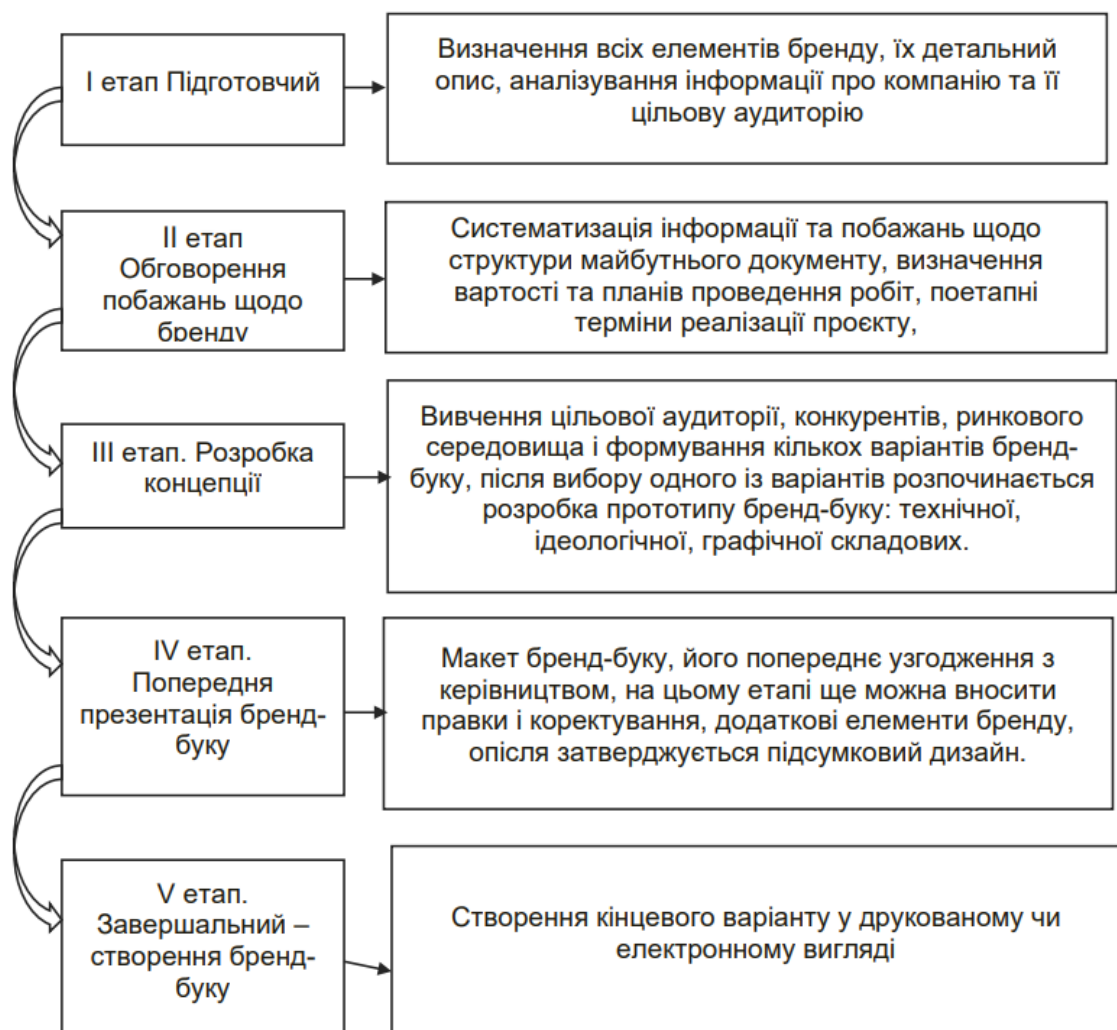 І етап Підготовчий
Визначення всіх елементів бренду, їх детальний
опис, аналізування інформації про компанію та її
цільову аудиторію
ІІ етап
Обговорення
побажань щодо
бренду
Систематизація інформації та побажань щодо
структури майбутнього документу, визначення
вартості та планів проведення робіт, поетапні
терміни реалізації проєкту,
ІІІ етап. Розробка
концепції
Вивчення цільової аудиторії, конкурентів, ринкового
середовища і формування кількох варіантів бренд-
буку, після вибору одного із варіантів розпочинається
розробка прототипу бренд-буку: технічної,
ідеологічної, графічної складових.
IV етап.
Попередня
презентація бренд-
буку
Макет бренд-буку, його попереднє узгодження з
керівництвом, на цьому етапі ще можна вносити
правки і коректування, додаткові елементи бренду,
опісля затверджується підсумковий дизайн.
V етап.
Завершальний –
створення бренд-
буку
Створення кінцевого варіанту у друкованому чи
електронному вигляді